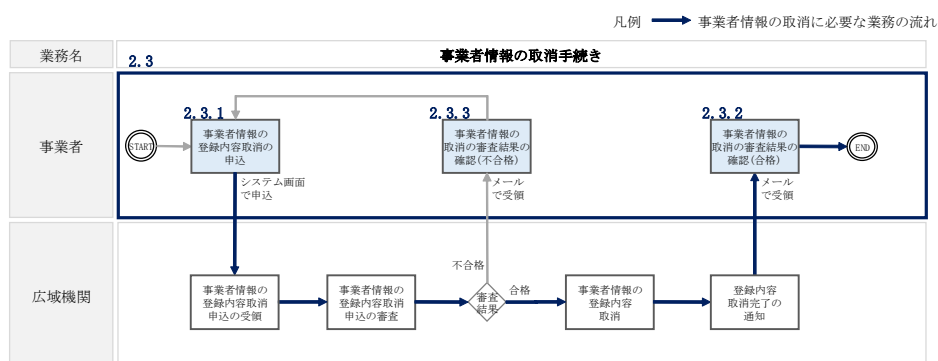 凡例 事業者情報の取消に必要な業務の流れ
業務名
2.3
事業者情報の取消手続き
事業者
START
2.3.1
事業者情報の
登録内容取消の
申込
システム画面
で申込
2.3.3
事業者情報の
取消の審査結果の
確認(不合格)
メール
で受領
2.3.2
事業者情報の
取消の審査結果の
確認(合格)
メール
で受領
END
広域機関
事業者情報の
登録内容取消
申込の受領
事業者情報の
登録内容取消
申込の審査
不合格
審査
結果
合格
事業者情報の
登録内容
取消
登録内容
取消完了の
通知